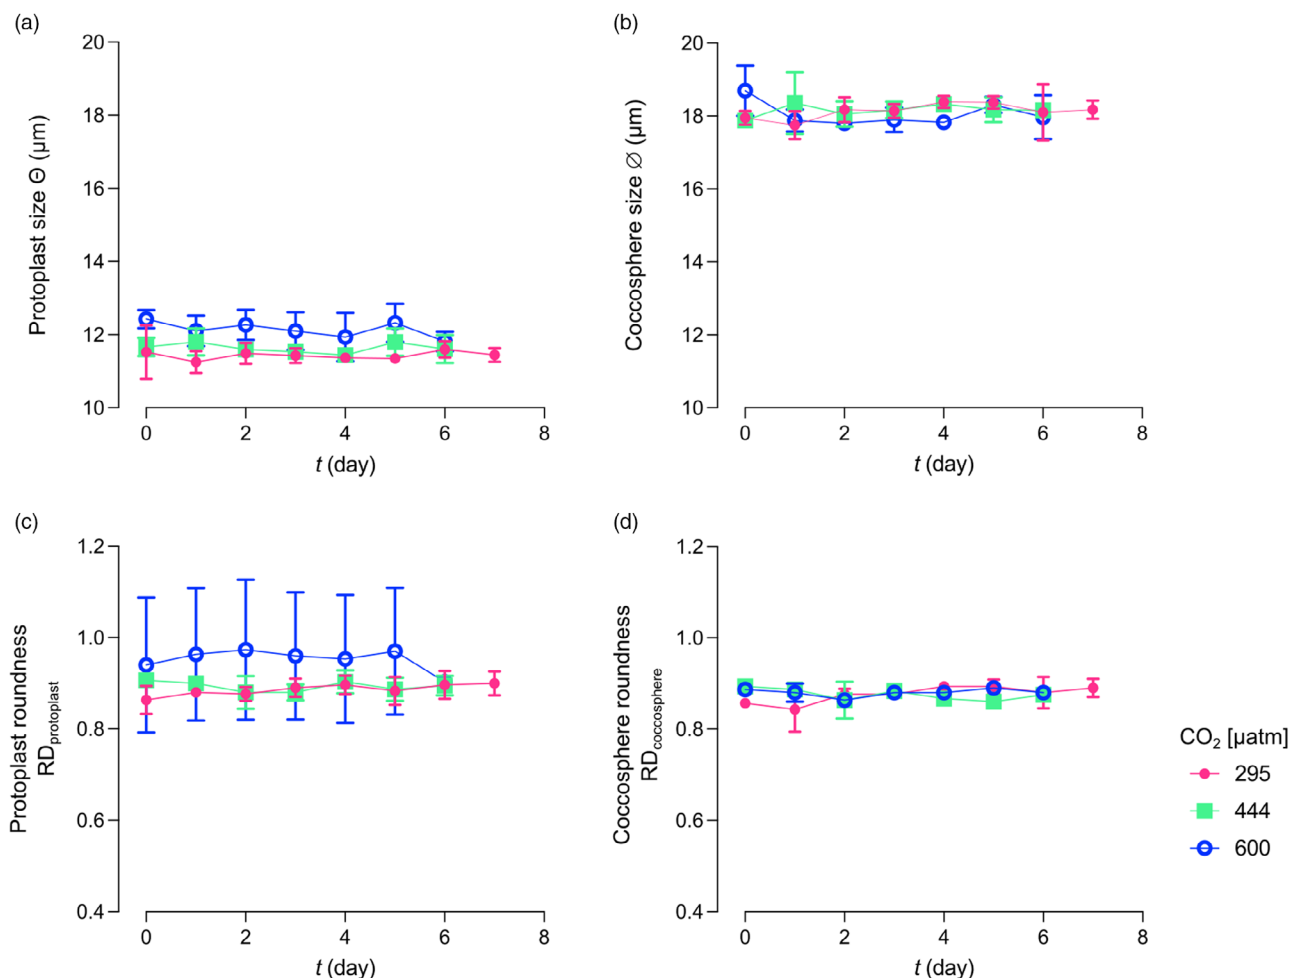 (a)
20
18
16
14
12
10
Protoplast size Θ (μm)
0 2 4 6 8
t (day)
(b)
20
18
16
14
12
10
Coccosphere size ∅ (μm)
0 2 4 6 8
t (day)
(c)
1.2
1.0
0.8
0.6
0.4
Protoplast roundness
RDprotoplast
0 2 4 6 8
t (day)
(d)
1.2
1.0
0.8
0.6
0.4
Coccosphere roundness
RDcoccosphere
0 2 4 6 8
t (day)
CO₂ [μatm]
295
444
600